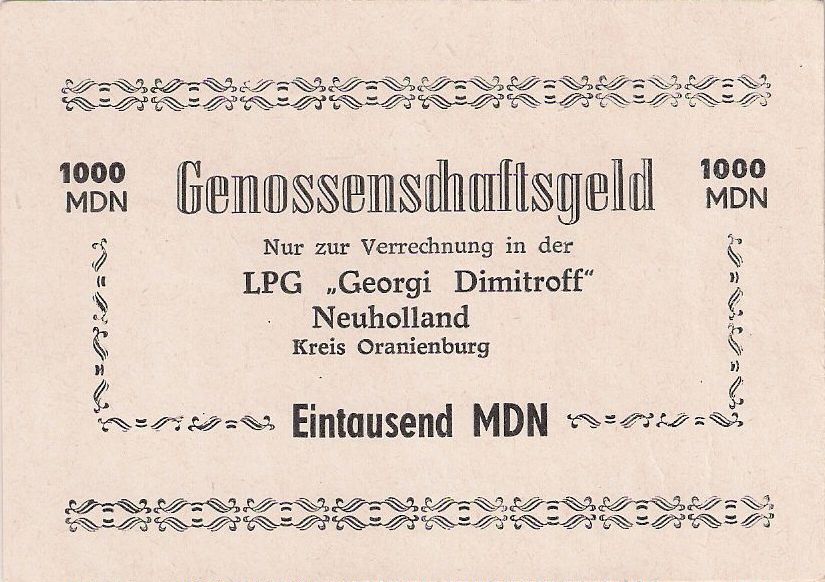 1000 MDN
Genossenschaftsgeld
1000 MDN
Nur zur Verrechnung in der
LPG „Georgi Dimitroff“
Neuholland
Kreis Oranienburg
Eintausend MDN